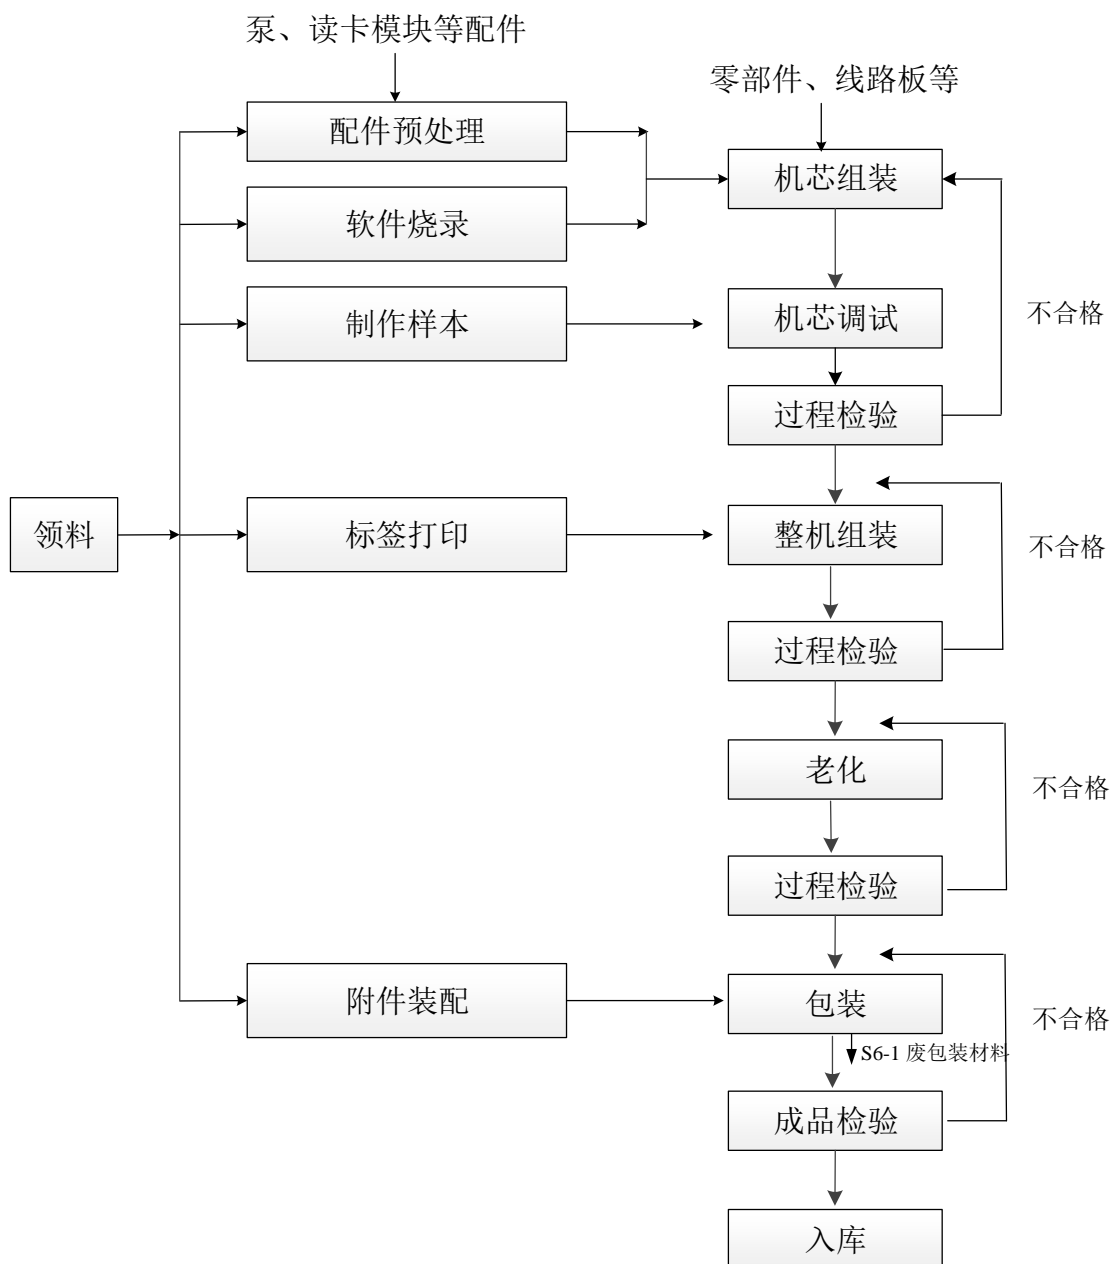 泵、读卡模块等配件
零部件、线路板等
配件预处理
机芯组装
软件烧录
制作样本
机芯调试
不合格
过程检验
领料
标签打印
整机组装
不合格
过程检验
老化
不合格
过程检验
附件装配
包装
不合格
S6-1 废包装材料
成品检验
入库